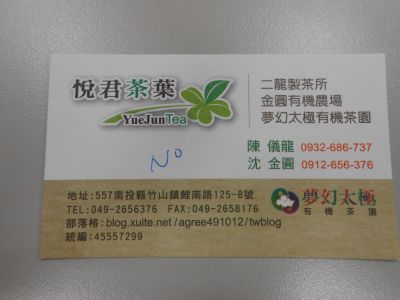 悅君茶葉
YueJunTea
二龍製茶所
金圓有機農場
夢幻太極有機茶園
陳 儀龍 0932-686-737
沈 金圓 0912-656-376
NO
地址:557南投縣竹山鎮鯉南路125-8號
TEL:049-2656376 FAX:049-2658176
部落格:blog.xuite.net/agree491012/twblog
統編:45557299
夢幻太極
有機茶園